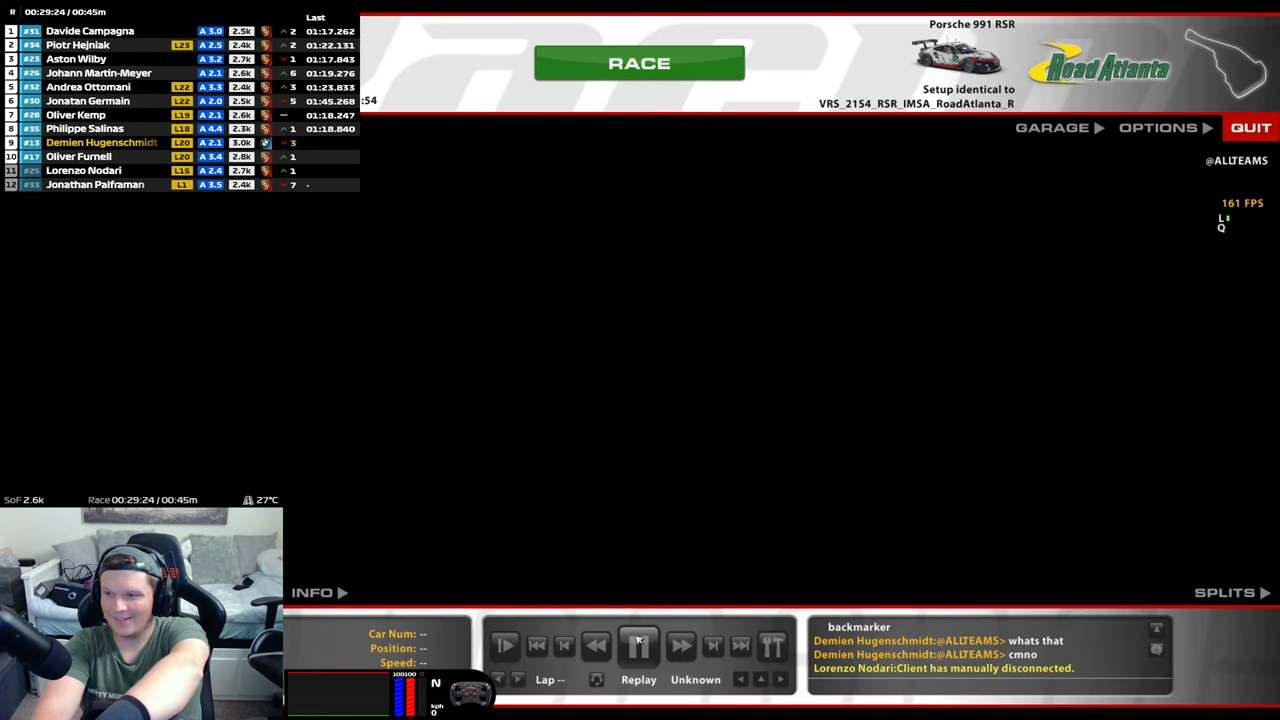 R 00:29:24 / 00:45m
Last
1 #31 Davide Campagna A 3.0 2.5k 2 01:17.262
2 #34 Piotr Hejniak L23 A 2.5 2.4k 2 01:22.131
3 #23 Aston Wilby A 3.2 2.7k 1 01:17.843
4 #26 Johann Martin-Meyer A 2.1 2.6k 6 01:19.276
5 #32 Andrea Ottomani L22 A 3.3 2.4k 3 01:23.833
6 #30 Jonatan Germain L22 A 2.0 2.5k 5 01:45.268
7 #28 Oliver Kemp L19 A 2.1 2.6k — 01:18.247
8 #35 Philippe Salinas L18 A 4.4 2.3k 1 01:18.840
9 #13 Demien Hugenschmidt L20 A 2.1 3.0k 3
10 #17 Oliver Furnell L20 A 3.4 2.8k 1
11 #25 Lorenzo Nodari L15 A 2.4 2.7k 1
12 #33 Jonathan Palframan L1 A 3.5 2.4k 7 -
:54
RACE
Porsche 991 RSR
Road Atlanta
Setup identical to
VRS_21S4_RSR_IMSA_RoadAtlanta_R
GARAGE OPTIONS QUIT
@ALLTEAMS
161 FPS
L
Q
SoF 2.6k Race 00:29:24 / 00:45m 27°C
INFO
SPLITS
Car Num: --
Position: --
Speed: --
100 100 0
N
kph
0
Lap -- Replay Unknown
backmarker
Demien Hugenschmidt:@ALLTEAMS> whats that
Demien Hugenschmidt:@ALLTEAMS> cmno
Lorenzo Nodari:Client has manually disconnected.